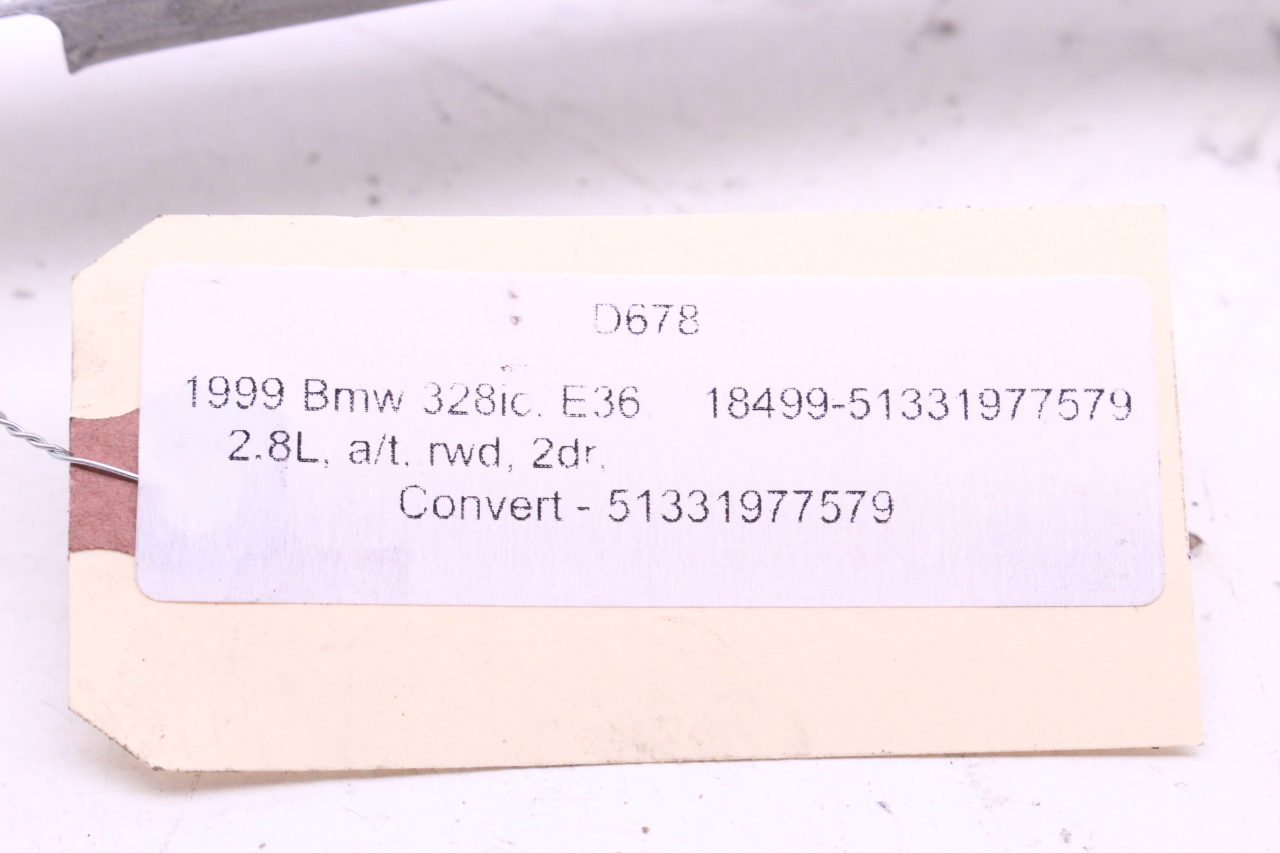 D678
1999 Bmw 328ic. E36 18499-51331977579
2.8L, a/t, rwd, 2dr,
Convert - 51331977579